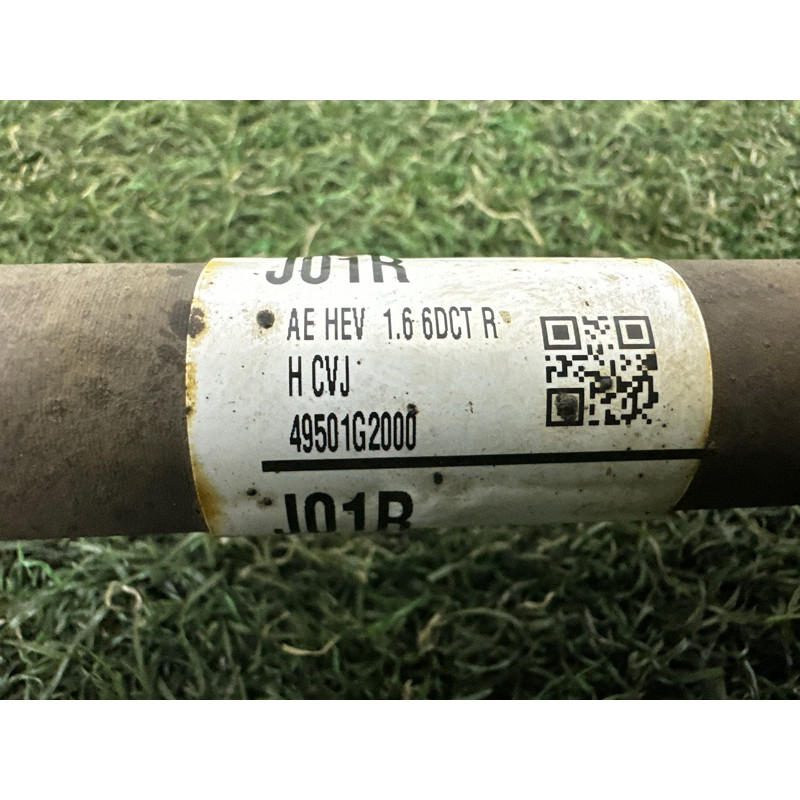 J01R
AE HEV 1.6 6DCT R
H CVJ
49501G2000
J01R